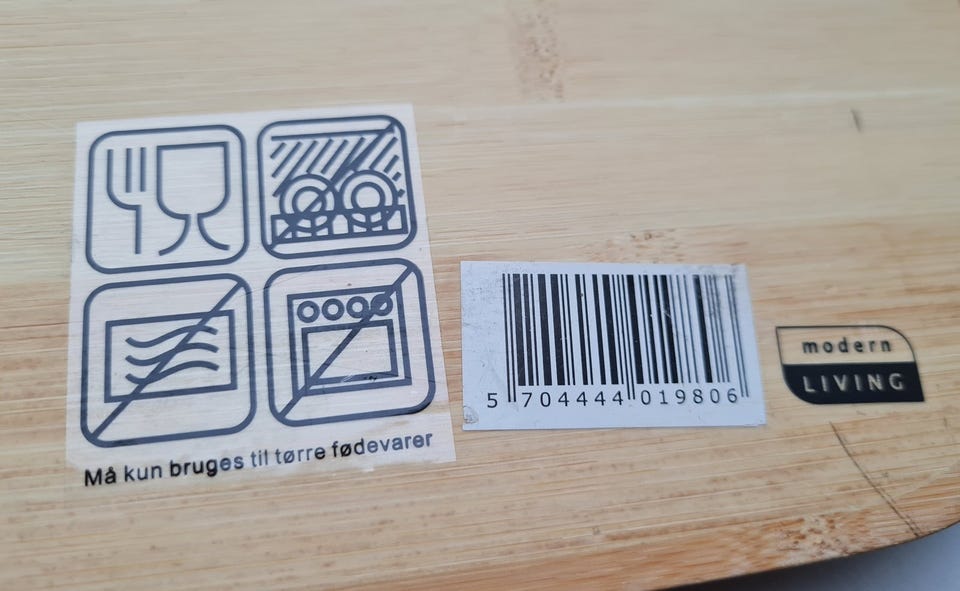 Må kun bruges til tørre fødevarer
5 704444 019806
modern
LIVING